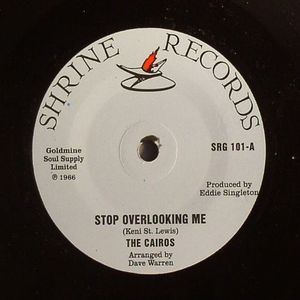 SHRINE RECORDS
Goldmine
Soul Supply
Limited
℗ 1966
SRG 101-A
Produced by
Eddie Singleton
STOP OVERLOOKING ME
(Keni St. Lewis)
THE CAIROS
Arranged by
Dave Warren